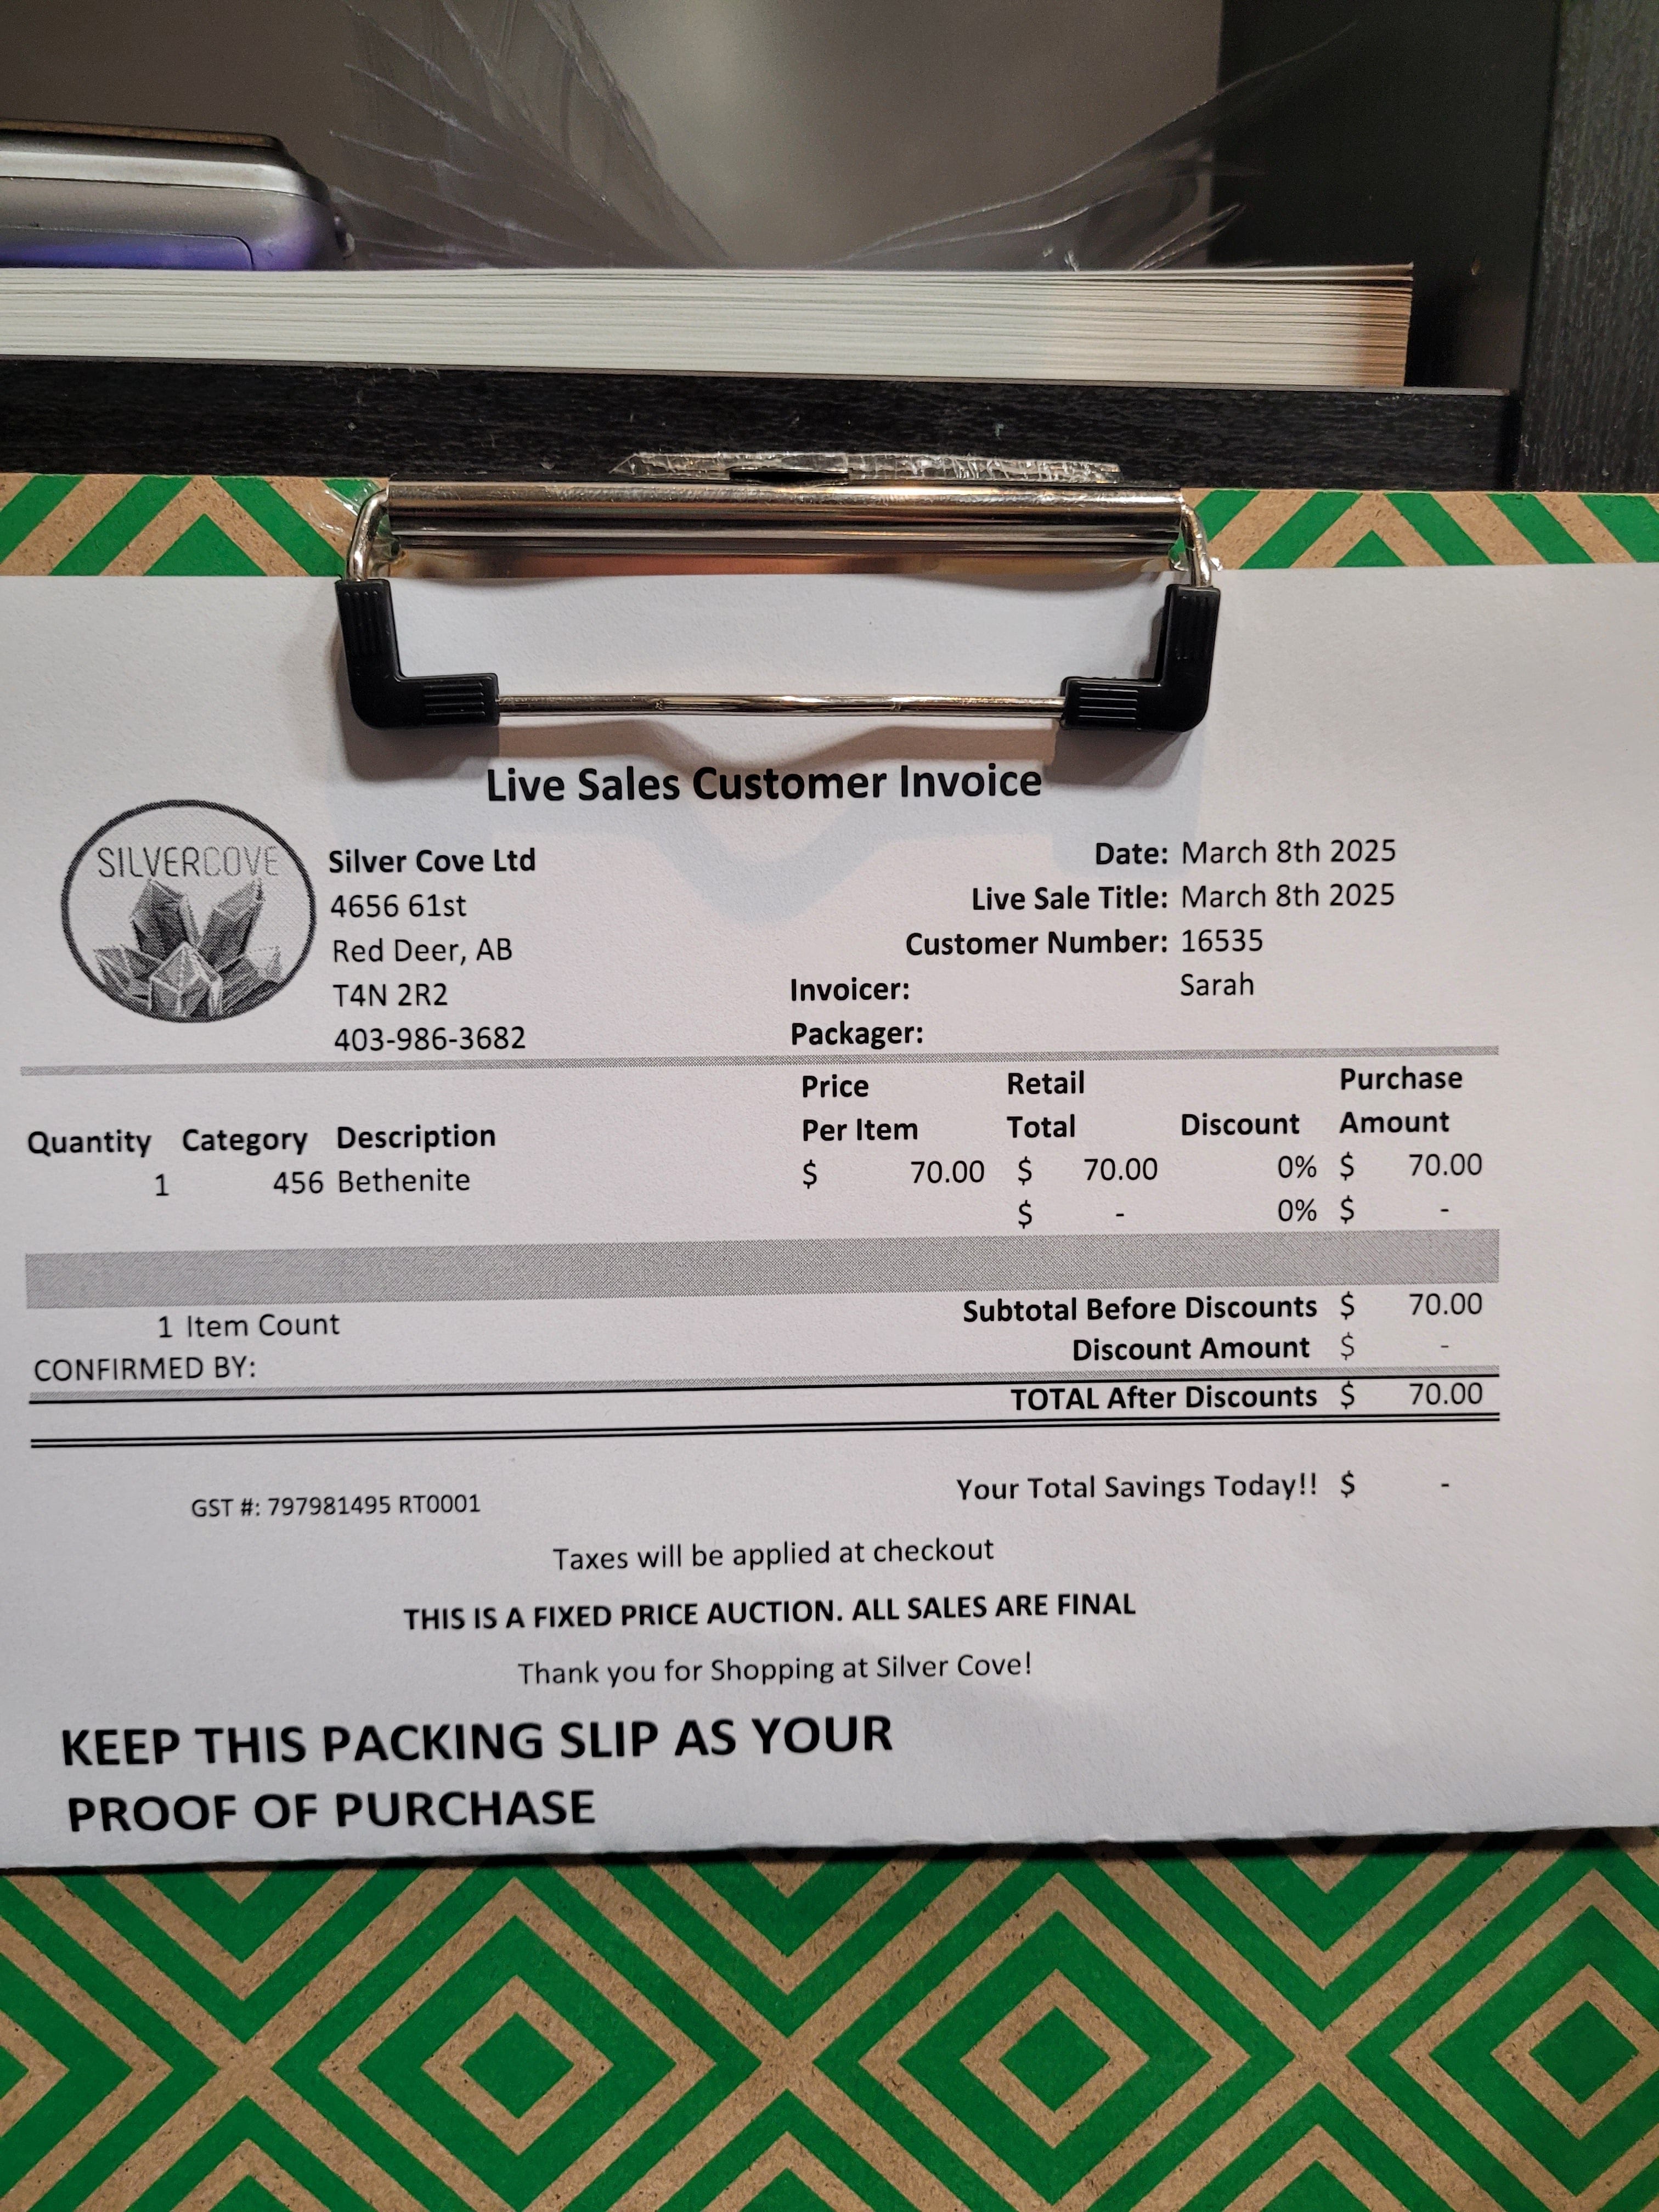 Live Sales Customer Invoice
SILVERCOVE
Silver Cove Ltd
4656 61st
Red Deer, AB
T4N 2R2
403-986-3682
Date: March 8th 2025
Live Sale Title: March 8th 2025
Customer Number: 16535
Invoicer: Sarah
Packager:
Quantity Category Description Price Per Item Retail Total Discount Purchase Amount
1 456 Bethenite $ 70.00 $ 70.00 0% $ 70.00
$ - 0% $ -
1 Item Count
CONFIRMED BY:
Subtotal Before Discounts $ 70.00
Discount Amount $ -
TOTAL After Discounts $ 70.00
GST #: 797981495 RT0001
Your Total Savings Today!! $ -
Taxes will be applied at checkout
THIS IS A FIXED PRICE AUCTION. ALL SALES ARE FINAL
Thank you for Shopping at Silver Cove!
KEEP THIS PACKING SLIP AS YOUR
PROOF OF PURCHASE